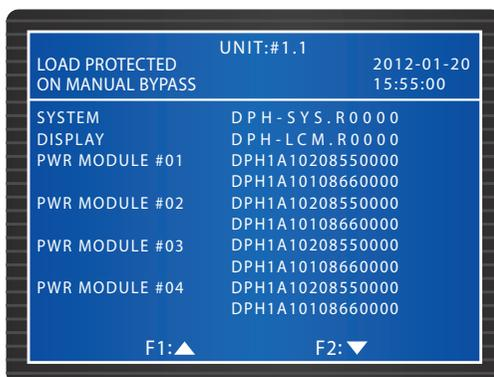 UNIT:#1.1
LOAD PROTECTED 2012-01-20
ON MANUAL BYPASS 15:55:00
SYSTEM DPH-SYS.R0000
DISPLAY DPH-LCM.R0000
PWR MODULE #01 DPH1A10208550000
DPH1A10108660000
PWR MODULE #02 DPH1A10208550000
DPH1A10108660000
PWR MODULE #03 DPH1A10208550000
DPH1A10108660000
PWR MODULE #04 DPH1A10208550000
DPH1A10108660000
F1:▲ F2:▼